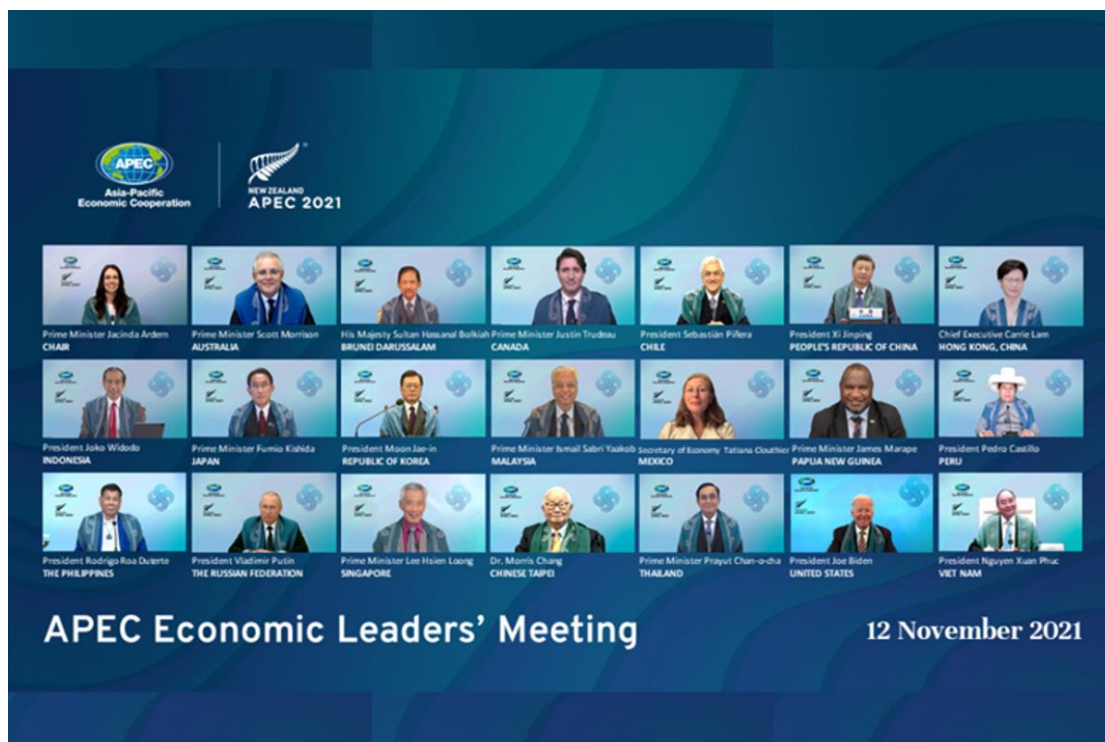 APEC
Asia-Pacific
Economic Cooperation
NEW ZEALAND
APEC 2021
Prime Minister Jacinda Ardern
CHAIR
Prime Minister Scott Morrison
AUSTRALIA
His Majesty Sultan Hassanal Bolkiah
BRUNEI DARUSSALAM
Prime Minister Justin Trudeau
CANADA
President Sebastián Piñera
CHILE
President Xi Jinping
PEOPLE'S REPUBLIC OF CHINA
Chief Executive Carrie Lam
HONG KONG, CHINA
President Joko Widodo
INDONESIA
Prime Minister Fumio Kishida
JAPAN
President Moon Jae-in
REPUBLIC OF KOREA
Prime Minister Ismail Sabri Yaakob
MALAYSIA
Secretary of Economy Tatiana Clouthier
MEXICO
Prime Minister James Marape
PAPUA NEW GUINEA
President Pedro Castillo
PERU
President Rodrigo Roa Duterte
THE PHILIPPINES
President Vladimir Putin
THE RUSSIAN FEDERATION
Prime Minister Lee Hsien Loong
SINGAPORE
Dr. Morris Chang
CHINESE TAIPEI
Prime Minister Prayut Chan-o-cha
THAILAND
President Joe Biden
UNITED STATES
President Nguyen Xuan Phuc
VIET NAM
APEC Economic Leaders' Meeting
12 November 2021